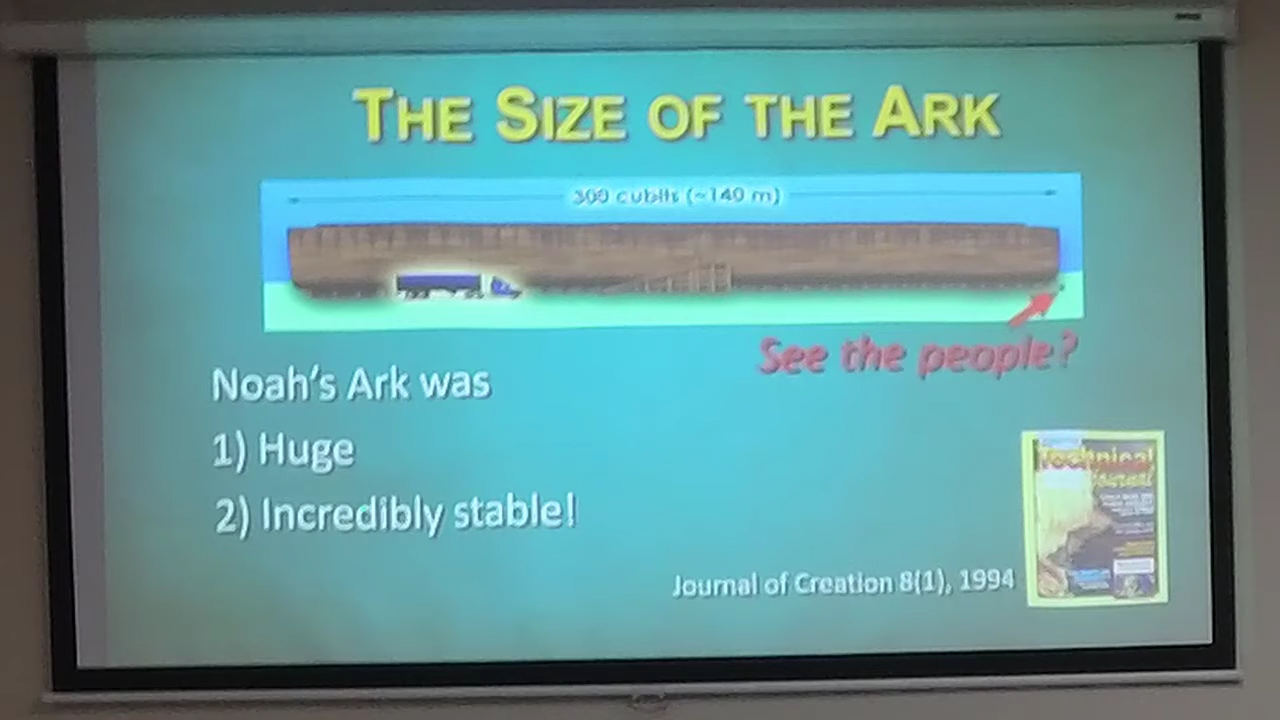 THE SIZE OF THE ARK
300 cubits (~140 m)
See the people?
Noah's Ark was
1) Huge
2) Incredibly stable!
Technical
Journal
Journal of Creation 8(1), 1994